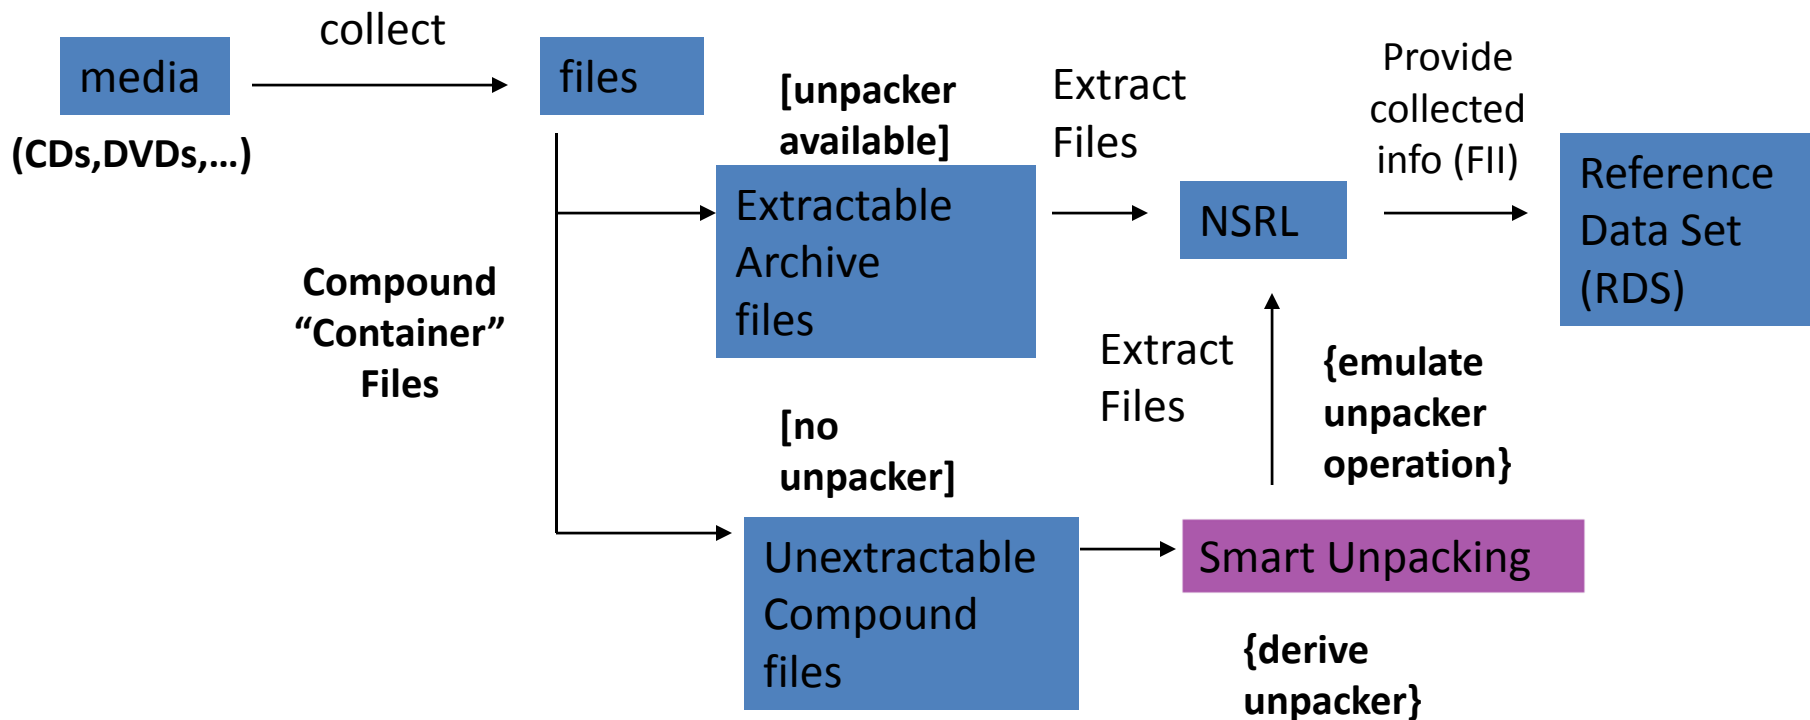 collect
media
files
(CDs,DVDs,...)
[unpacker
available]
Extract
Files
Provide
collected
info (FII)
Extractable
Archive
files
NSRL
Reference
Data Set
(RDS)
Compound
“Container”
Files
Extract
Files
{emulate
unpacker
operation}
[no
unpacker]
Unextractable
Compound
files
Smart Unpacking
{derive
unpacker}